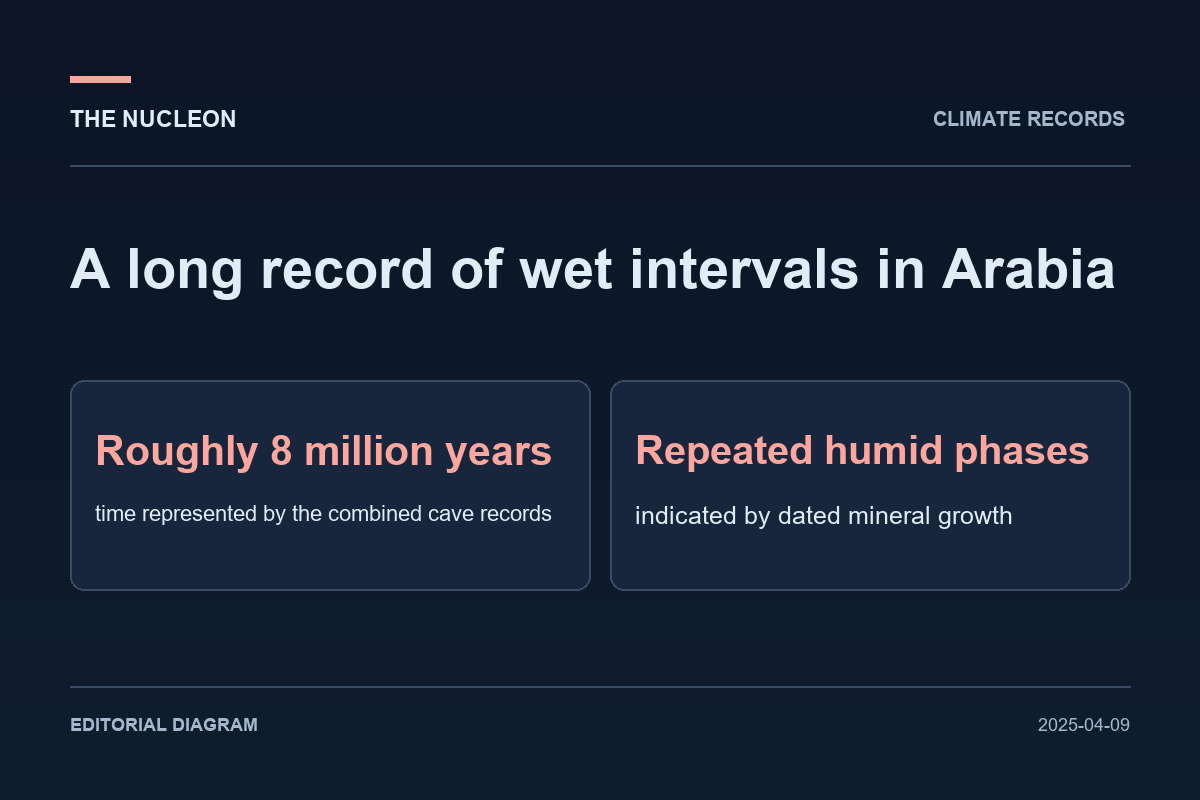 THE NUCLEON
CLIMATE RECORDS
A long record of wet intervals in Arabia
Roughly 8 million years
time represented by the combined cave records
Repeated humid phases
indicated by dated mineral growth
EDITORIAL DIAGRAM
2025-04-09